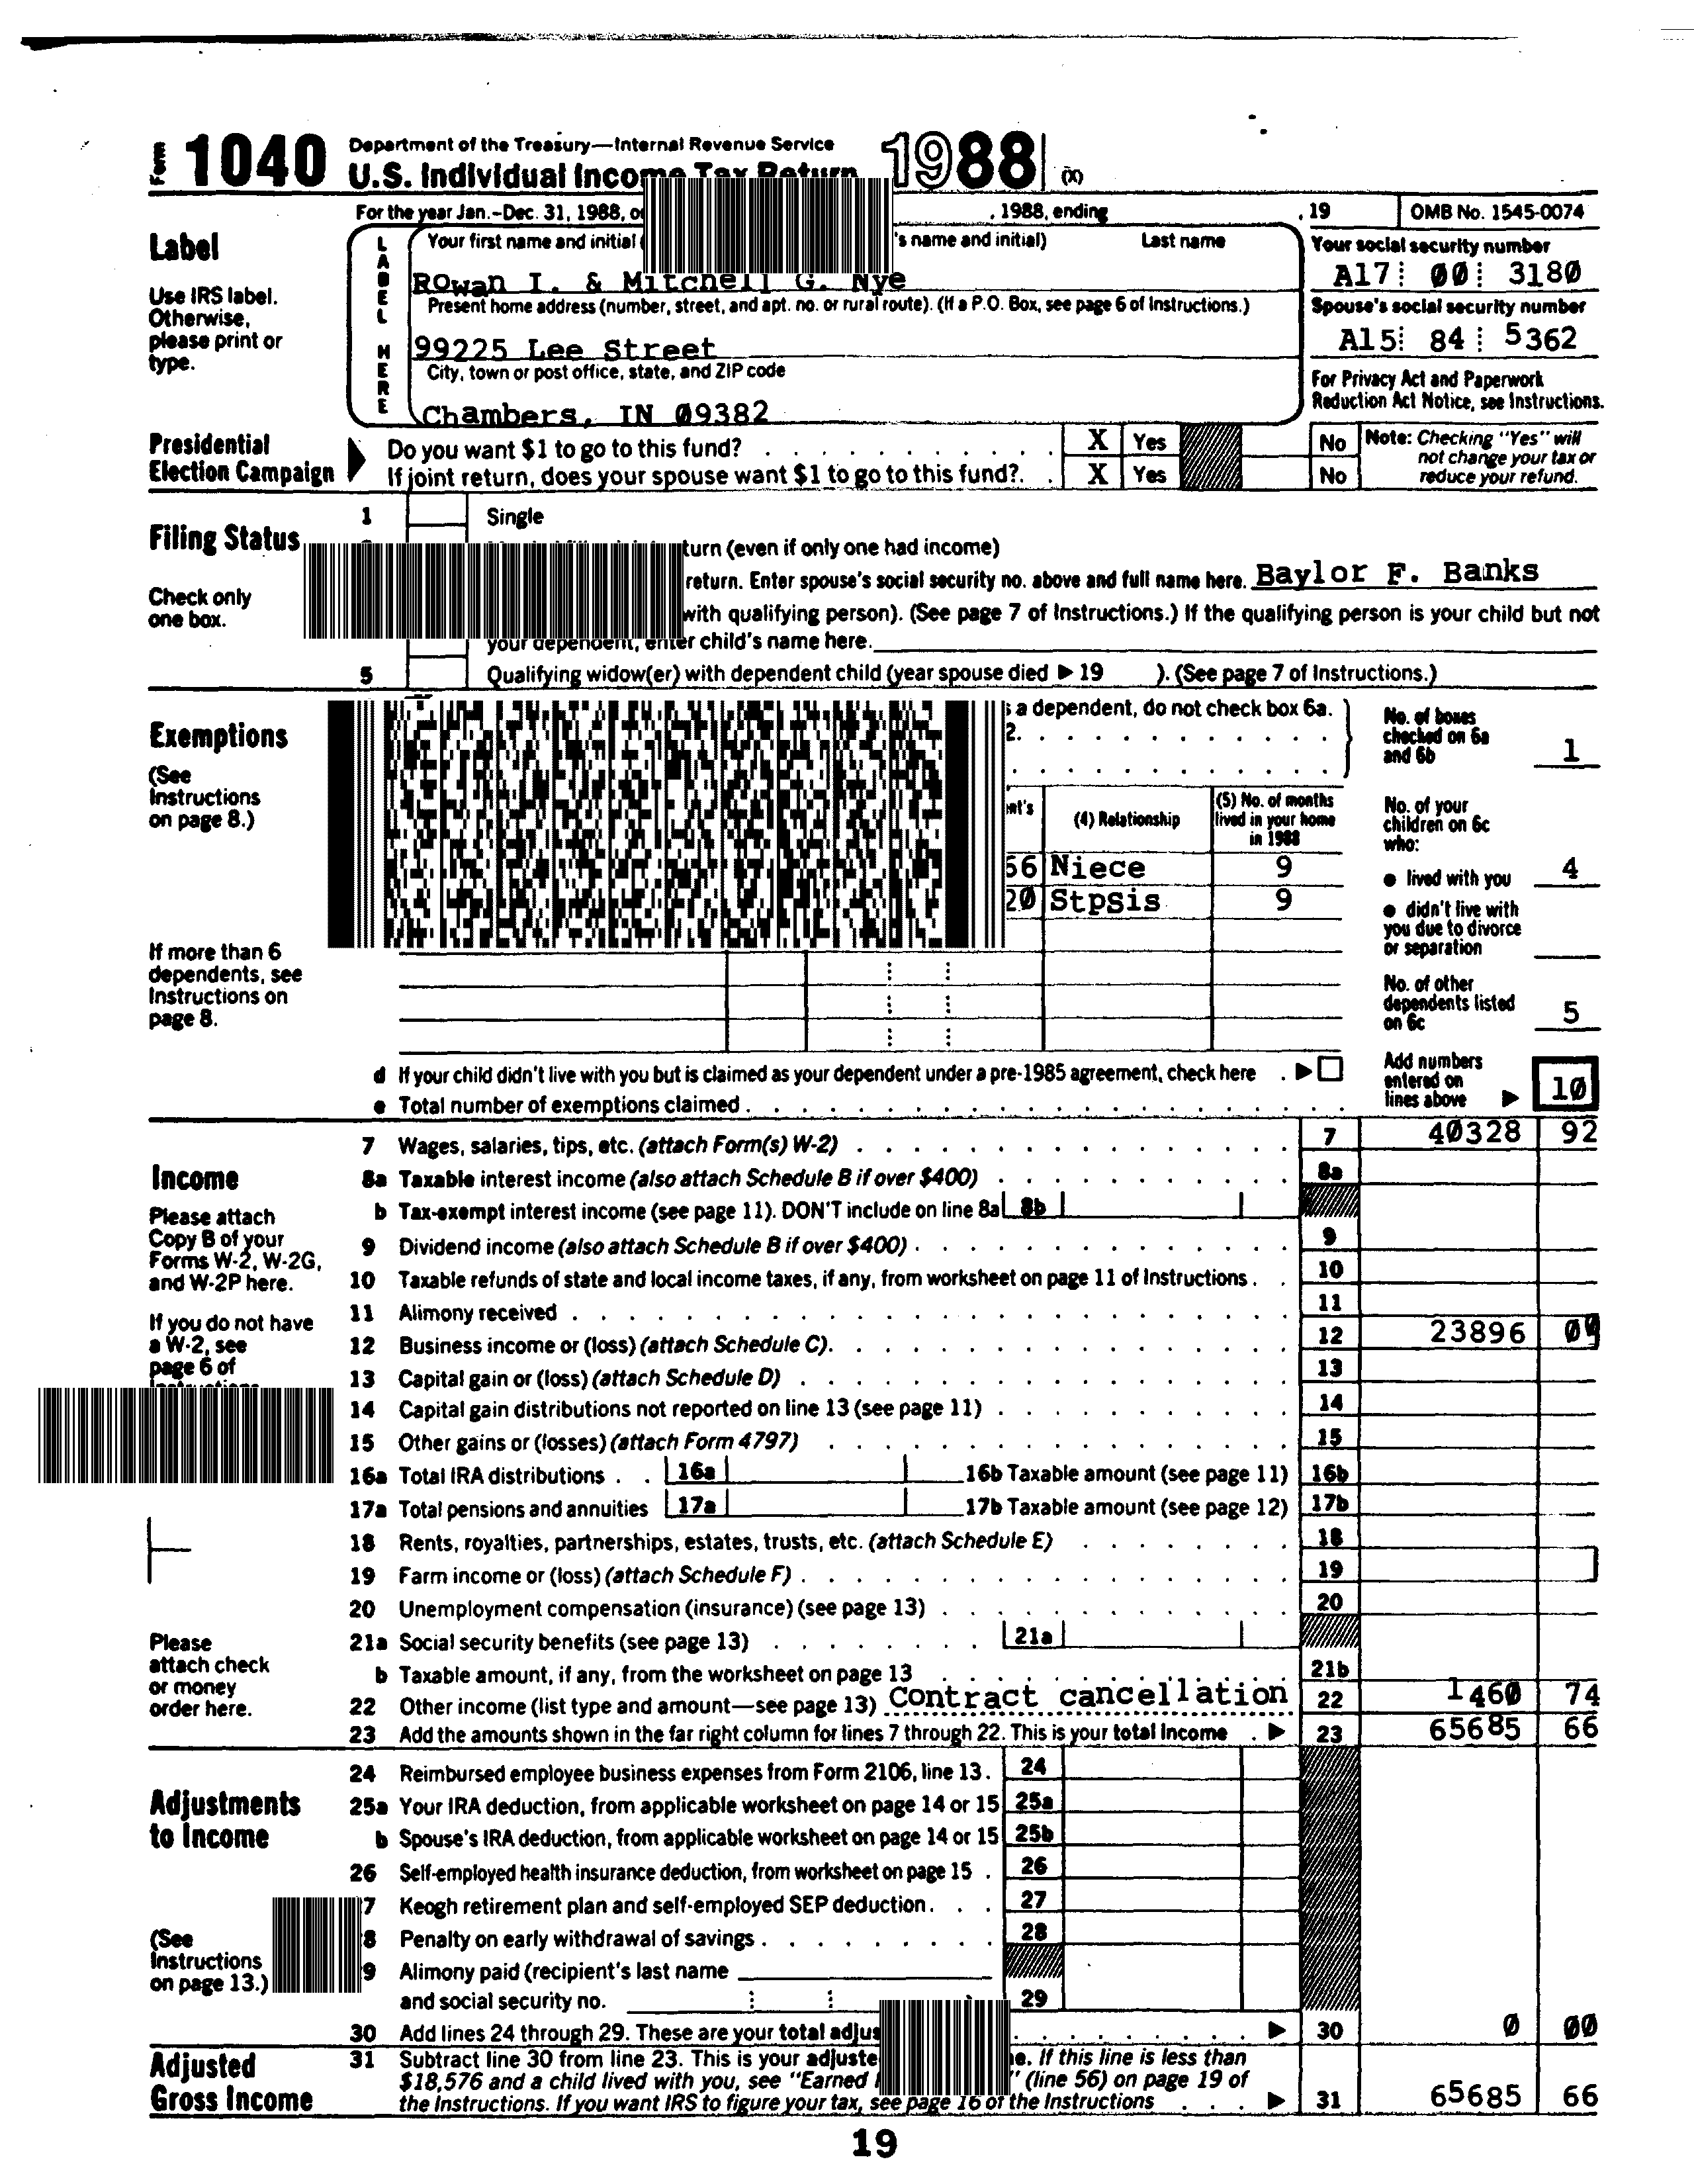 Form 1040 Department of the Treasury—Internal Revenue Service
U.S. Individual Income Tax Return 1988 (X)
For the year Jan.–Dec. 31, 1988, , 1988, ending , 19 OMB No. 1545-0074
Label
Use IRS label. Otherwise, please print or type.
LABEL HERE
Your first name and initial 's name and initial) Last name
ROwan I. & Mitchell G. Nye
Present home address (number, street, and apt. no. or rural route). (If a P.O. Box, see page 6 of Instructions.)
99225 Lee Street
City, town or post office, state, and ZIP code
Chambers, IN 09382
Your social security number
A17 00 3180
Spouse's social security number
A15 84 5362
For Privacy Act and Paperwork
Reduction Act Notice, see Instructions.
Presidential
Election Campaign
Do you want $1 to go to this fund? X Yes No
If joint return, does your spouse want $1 to go to this fund? X Yes No
Note: Checking "Yes" will
not change your tax or
reduce your refund.
Filing Status
Check only
one box.
1 Single
turn (even if only one had income)
return. Enter spouse's social security no. above and full name here. Baylor F. Banks
with qualifying person). (See page 7 of Instructions.) If the qualifying person is your child but not
your dependent, enter child's name here.
5 Qualifying widow(er) with dependent child (year spouse died ▶ 19 ). (See page 7 of Instructions.)
Exemptions
(See
Instructions
on page 8.)
a dependent, do not check box 6a.
2.
No. of boxes
checked on 6a
and 6b 1
(4) Relationship
(5) No. of months
lived in your home
in 1988
No. of your
children on 6c
who:
● lived with you 4
66 Niece 9
20 Stpsis 9
● didn't live with
you due to divorce
or separation
If more than 6
dependents, see
Instructions on
page 8.
No. of other
dependents listed
on 6c 5
d If your child didn't live with you but is claimed as your dependent under a pre-1985 agreement, check here ▶
e Total number of exemptions claimed
Add numbers
entered on
lines above ▶ 10
Income
Please attach
Copy B of your
Forms W-2, W-2G,
and W-2P here.
If you do not have
a W-2, see
page 6 of
7 Wages, salaries, tips, etc. (attach Form(s) W-2) 7 40328 92
8a Taxable interest income (also attach Schedule B if over $400) 8a
b Tax-exempt interest income (see page 11). DON'T include on line 8a 8b
9 Dividend income (also attach Schedule B if over $400) 9
10 Taxable refunds of state and local income taxes, if any, from worksheet on page 11 of Instructions 10
11 Alimony received 11
12 Business income or (loss) (attach Schedule C) 12 23896 00
13 Capital gain or (loss) (attach Schedule D) 13
14 Capital gain distributions not reported on line 13 (see page 11) 14
15 Other gains or (losses) (attach Form 4797) 15
16a Total IRA distributions 16a 16b Taxable amount (see page 11) 16b
17a Total pensions and annuities 17a 17b Taxable amount (see page 12) 17b
18 Rents, royalties, partnerships, estates, trusts, etc. (attach Schedule E) 18
19 Farm income or (loss) (attach Schedule F) 19
20 Unemployment compensation (insurance) (see page 13) 20
Please
attach check
or money
order here.
21a Social security benefits (see page 13) 21a
b Taxable amount, if any, from the worksheet on page 13 21b
22 Other income (list type and amount—see page 13) Contract cancellation 22 1460 74
23 Add the amounts shown in the far right column for lines 7 through 22. This is your total income ▶ 23 65685 66
Adjustments
to Income
(See
Instructions
on page 13.)
24 Reimbursed employee business expenses from Form 2106, line 13. 24
25a Your IRA deduction, from applicable worksheet on page 14 or 15 25a
b Spouse's IRA deduction, from applicable worksheet on page 14 or 15 25b
26 Self-employed health insurance deduction, from worksheet on page 15 26
7 Keogh retirement plan and self-employed SEP deduction 27
8 Penalty on early withdrawal of savings 28
9 Alimony paid (recipient's last name
and social security no. 29
30 Add lines 24 through 29. These are your total ▶ 30 0 00
Adjusted
Gross Income
31 Subtract line 30 from line 23. This is your If this line is less than
$18,576 and a child lived with you, see "Earned " (line 56) on page 19 of
the Instructions. If you want IRS to figure your tax, see page 16 of the Instructions ▶ 31 65685 66
19